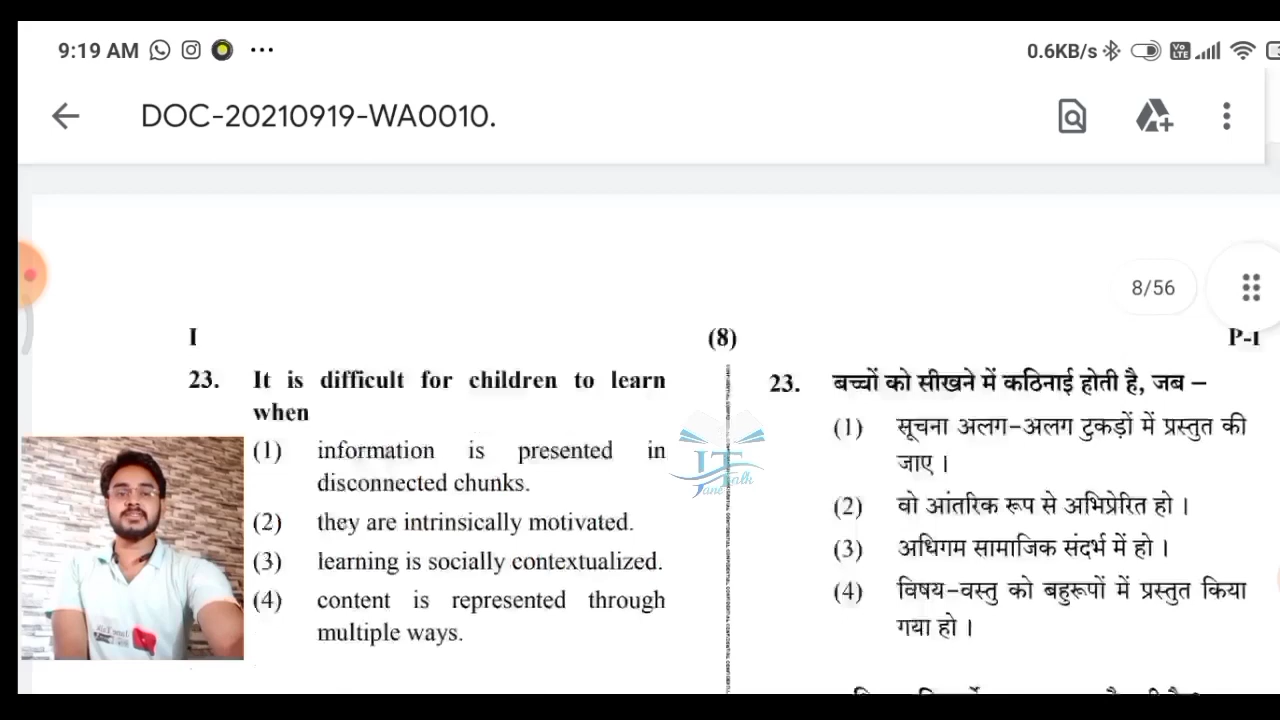 9:19 AM ...
0.6KB/s
DOC-20210919-WA0010.
8/56
I
(8)
P-I
23. It is difficult for children to learn
when
(1) information is presented in
disconnected chunks.
(2) they are intrinsically motivated.
(3) learning is socially contextualized.
(4) content is represented through
multiple ways.
23. बच्चों को सीखने में कठिनाई होती है, जब –
(1) सूचना अलग-अलग टुकड़ों में प्रस्तुत की
जाए ।
(2) वो आंतरिक रूप से अभिप्रेरित हो ।
(3) अधिगम सामाजिक संदर्भ में हो ।
(4) विषय-वस्तु को बहुरूपों में प्रस्तुत किया
गया हो ।